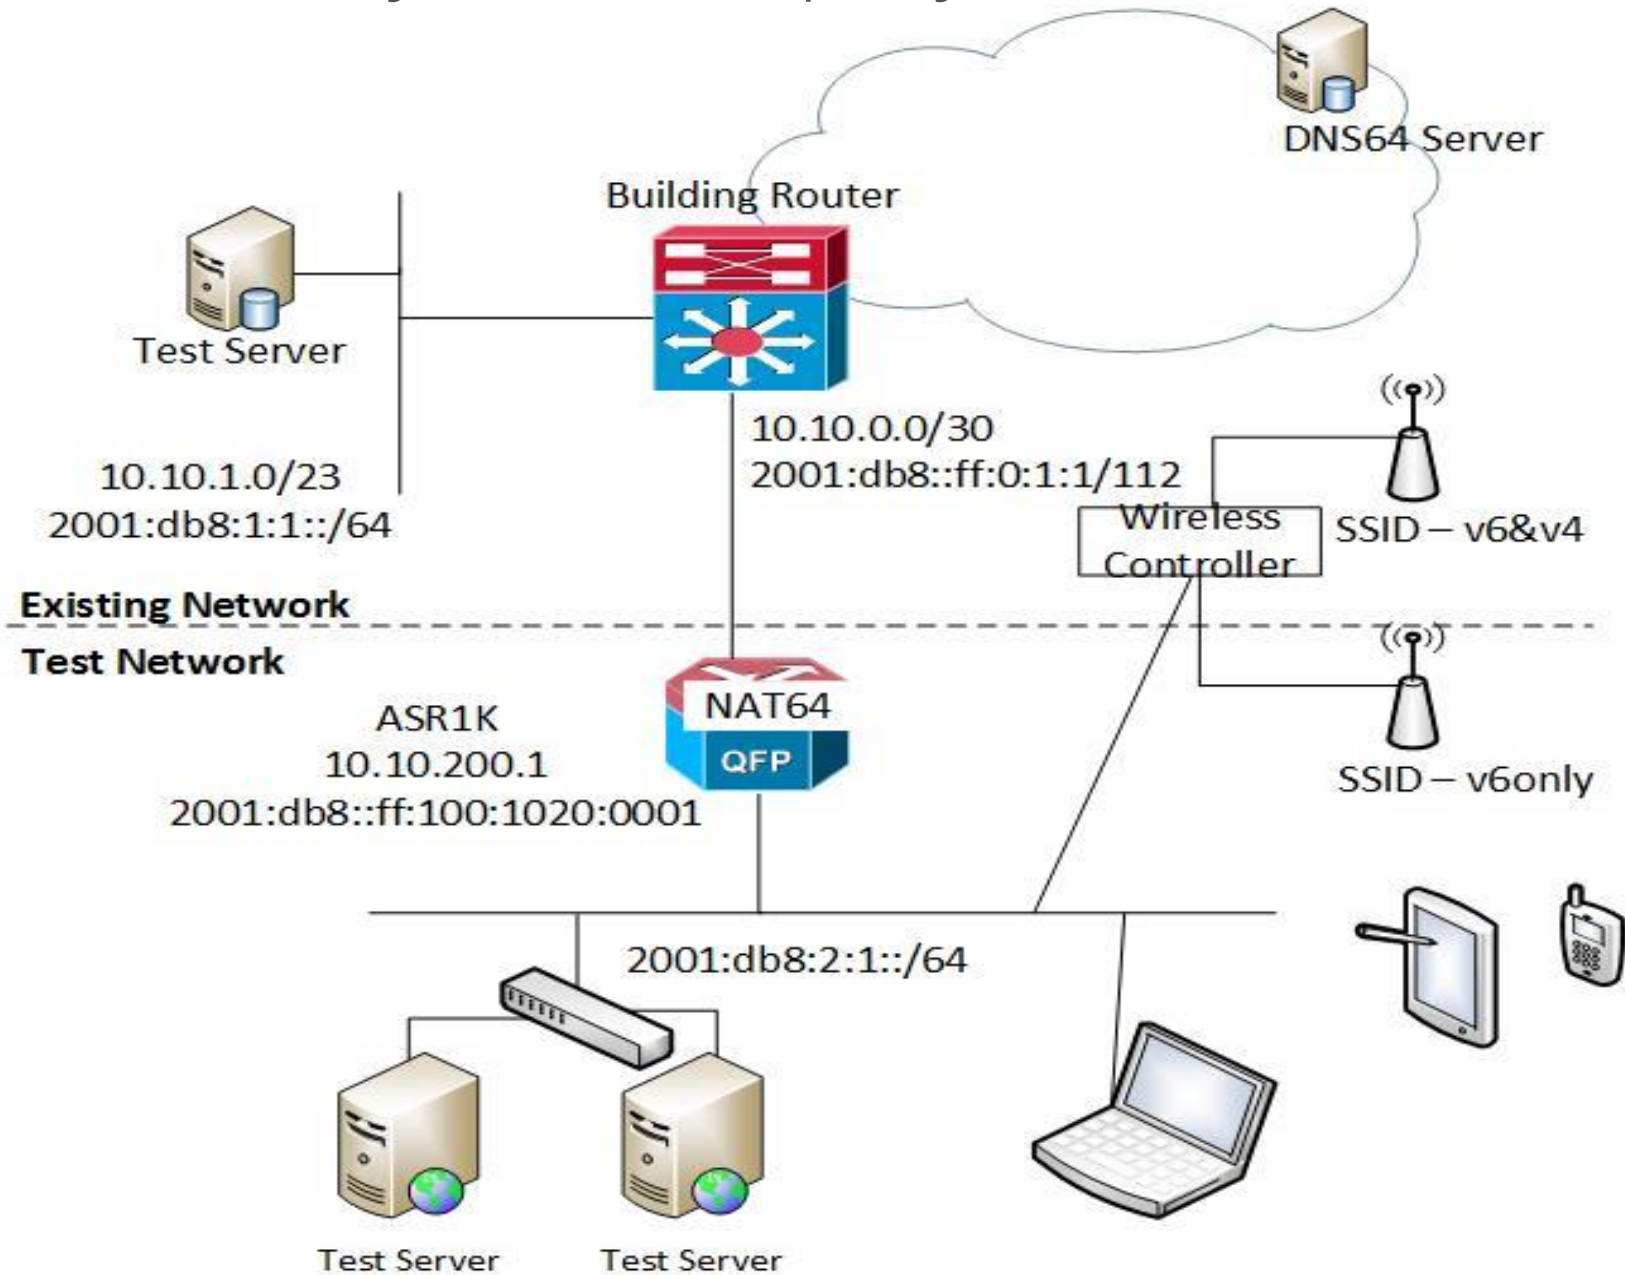 DNS64 Server
Building Router
Test Server
10.10.0.0/30
2001:db8::ff:0:1:1/112
10.10.1.0/23
2001:db8:1:1::/64
Wireless
Controller
SSID – v6&v4
Existing Network
Test Network
NAT64
QFP
ASR1K
10.10.200.1
2001:db8::ff:100:1020:0001
SSID – v6only
2001:db8:2:1::/64
Test Server
Test Server